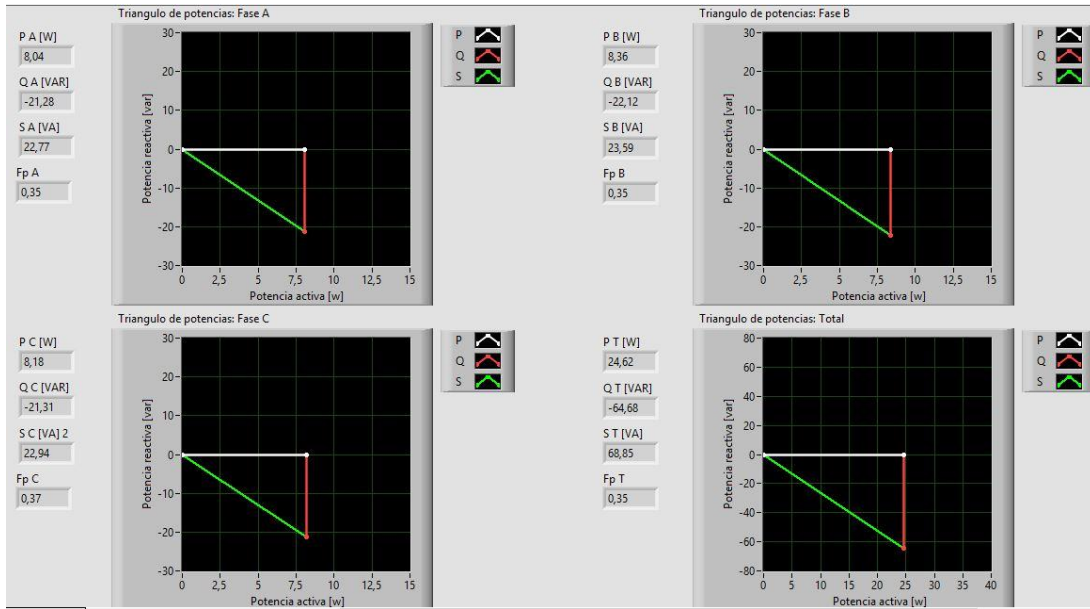 Triangulo de potencias: Fase A
P A [W]
8,04
Q A [VAR]
-21,28
S A [VA]
22,77
Fp A
0,35
Potencia reactiva [var]
30
20
10
0
-10
-20
-30
0 2,5 5 7,5 10 12,5 15
Potencia activa [w]
P
Q
S
Triangulo de potencias: Fase B
P B [W]
8,36
Q B [VAR]
-22,12
S B [VA]
23,59
Fp B
0,35
Potencia reactiva [var]
30
20
10
0
-10
-20
-30
0 2,5 5 7,5 10 12,5 15
Potencia activa [w]
P
Q
S
Triangulo de potencias: Fase C
P C [W]
8,18
Q C [VAR]
-21,31
S C [VA] 2
22,94
Fp C
0,37
Potencia reactiva [var]
30
20
10
0
-10
-20
-30
0 2,5 5 7,5 10 12,5 15
Potencia activa [w]
P
Q
S
Triangulo de potencias: Total
P T [W]
24,62
Q T [VAR]
-64,68
S T [VA]
68,85
Fp T
0,35
Potencia reactiva [var]
80
60
40
20
0
-20
-40
-60
-80
0 5 10 15 20 25 30 35 40
Potencia activa [w]
P
Q
S